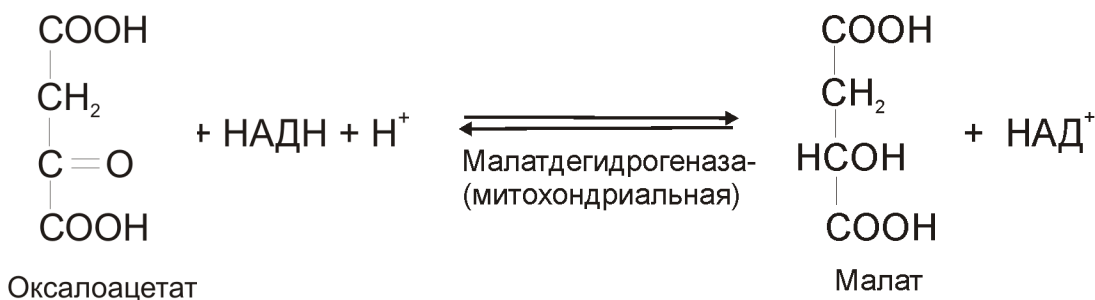 COOH
CH₂
C=O
COOH
Оксалоацетат
+ НАДН + Н⁺
Малатдегидрогеназа-
(митохондриальная)
COOH
CH₂
HCOH
COOH
Малат
+ НАД⁺